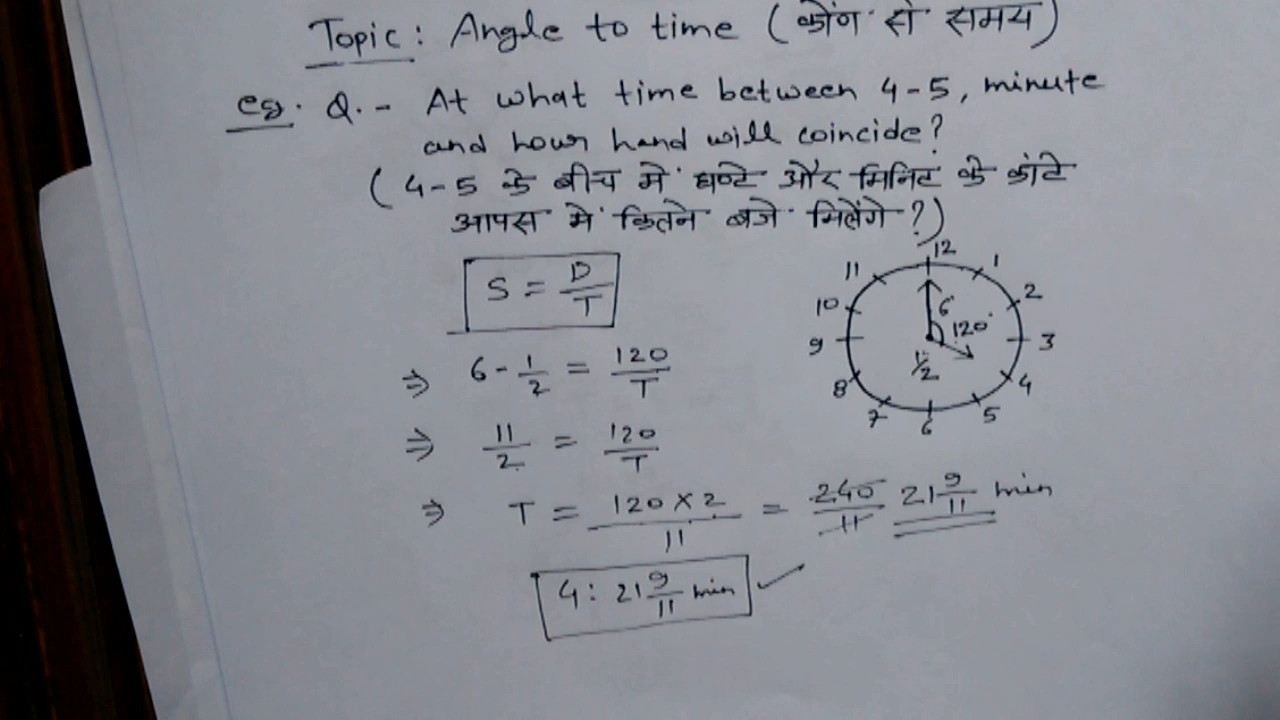 Topic: Angle to time (कोण से समय)
eg. Q.- At what time between 4-5, minute
and hour hand will coincide?
(4-5 के बीच में घण्टे और मिनिट के कांटे
आपस में कितने बजे मिलेंगे?)
S = D/T
⇒ 6 - 1/2 = 120/T
⇒ 11/2 = 120/T
⇒ T = 120 × 2/11 = 240/11 21 9/11 min
4: 21 9/11 min ✓
12
1
2
3
4
5
6
7
8
9
10
11
6
120°
1/2